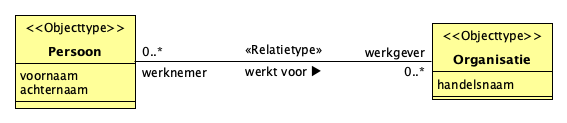 <<Objecttype>>
Persoon
voornaam
achternaam
0..*
werknemer
«Relatietype»
werkt voor ▶
werkgever
0..*
<<Objecttype>>
Organisatie
handelsnaam